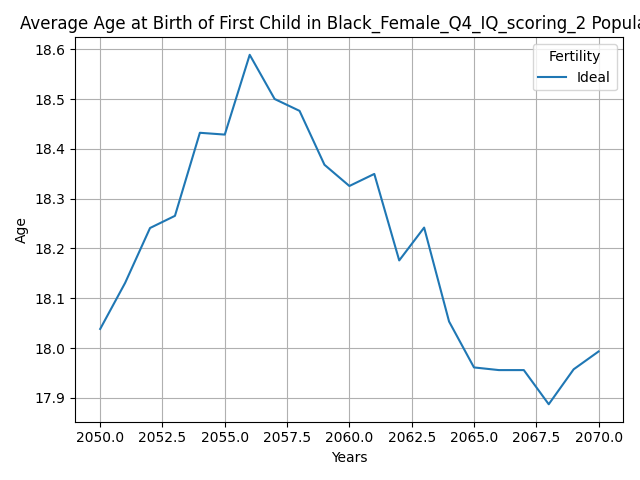 Average Age at Birth of First Child in Black_Female_Q4_IQ_scoring_2
Fertility
Ideal
18.6
18.5
18.4
18.3
18.2
18.1
18.0
17.9
Age
2050.0 2052.5 2055.0 2057.5 2060.0 2062.5 2065.0 2067.5 2070.0
Years